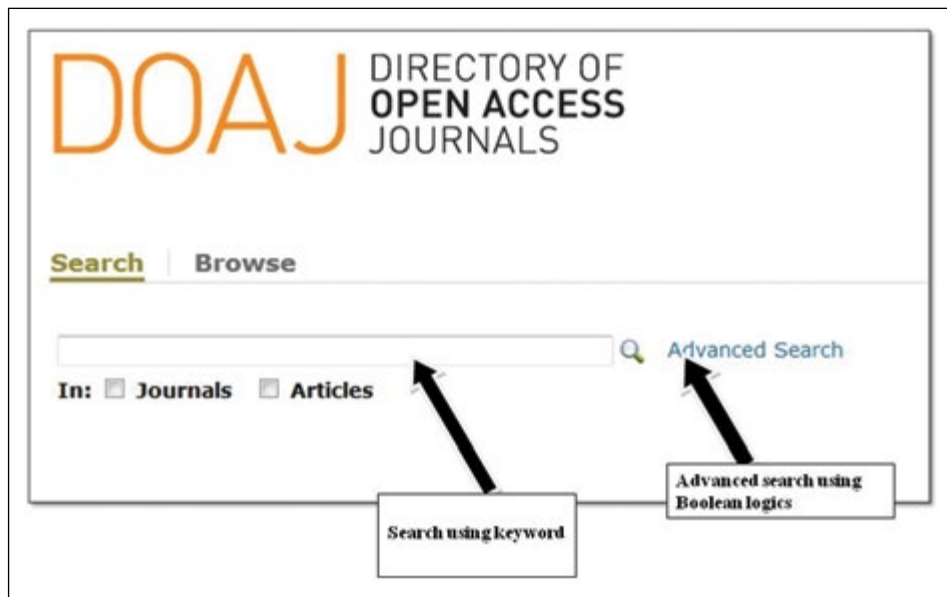 DOAJ
DIRECTORY OF
OPEN ACCESS
JOURNALS
Search Browse
Advanced Search
In: Journals Articles
Search using keyword
Advanced search using
Boolean logics